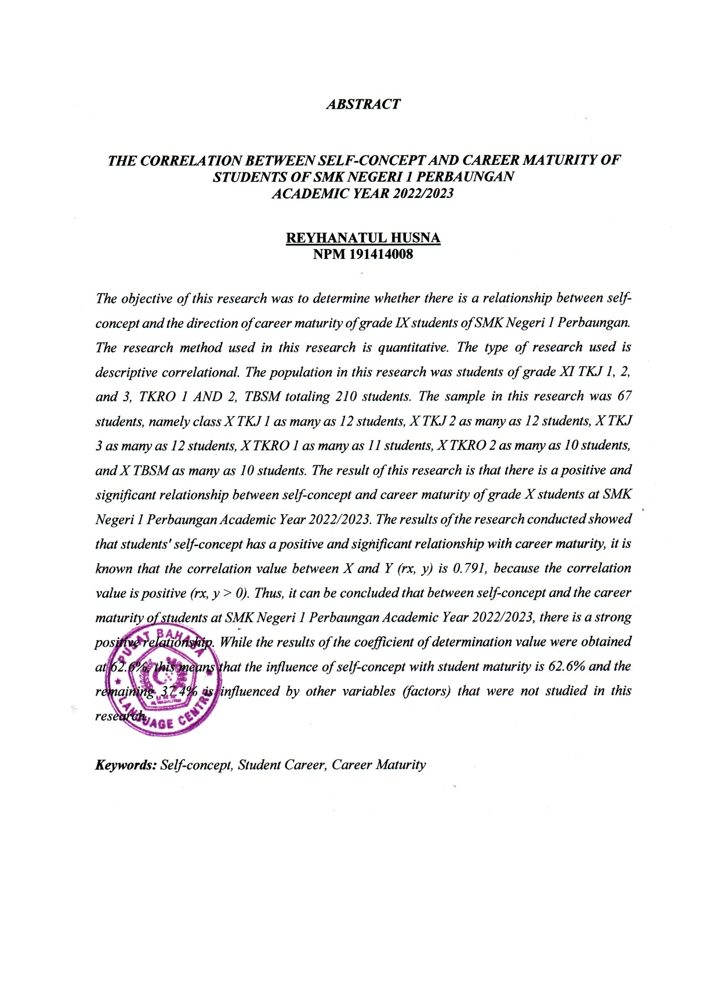 ABSTRACT
THE CORRELATION BETWEEN SELF-CONCEPT AND CAREER MATURITY OF
STUDENTS OF SMK NEGERI 1 PERBAUNGAN
ACADEMIC YEAR 2022/2023
REYHANATUL HUSNA
NPM 191414008
The objective of this research was to determine whether there is a relationship between self-
concept and the direction of career maturity of grade IX students of SMK Negeri 1 Perbaungan.
The research method used in this research is quantitative. The type of research used is
descriptive correlational. The population in this research was students of grade XI TKJ 1, 2,
and 3, TKRO 1 AND 2, TBSM totaling 210 students. The sample in this research was 67
students, namely class X TKJ 1 as many as 12 students, X TKJ 2 as many as 12 students, X TKJ
3 as many as 12 students, X TKRO 1 as many as 11 students, X TKRO 2 as many as 10 students,
and X TBSM as many as 10 students. The result of this research is that there is a positive and
significant relationship between self-concept and career maturity of grade X students at SMK
Negeri 1 Perbaungan Academic Year 2022/2023. The results of the research conducted showed
that students' self-concept has a positive and significant relationship with career maturity, it is
known that the correlation value between X and Y (rx, y) is 0.791, because the correlation
value is positive (rx, y > 0). Thus, it can be concluded that between self-concept and the career
maturity of students at SMK Negeri 1 Perbaungan Academic Year 2022/2023, there is a strong
positive relationship. While the results of the coefficient of determination value were obtained
at 62.6%, this means that the influence of self-concept with student maturity is 62.6% and the
remaining 37.4% is influenced by other variables (factors) that were not studied in this
research.
PUSAT BAHASA
UMN
AL WASHLIYAH
LANGUAGE CENTRE
Keywords: Self-concept, Student Career, Career Maturity